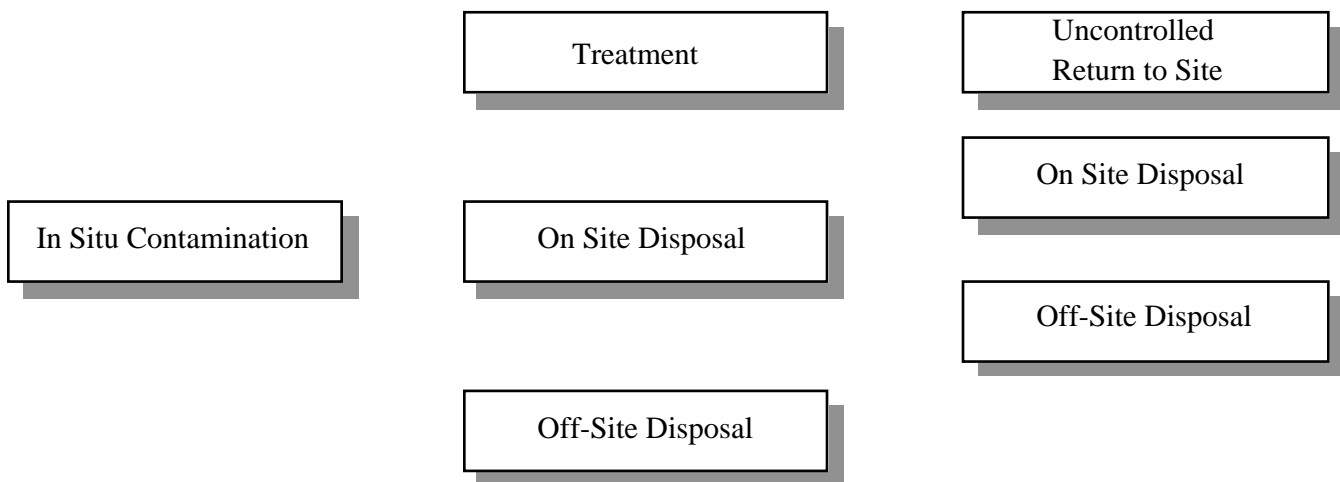 Treatment
Uncontrolled
Return to Site
On Site Disposal
In Situ Contamination
On Site Disposal
Off-Site Disposal
Off-Site Disposal